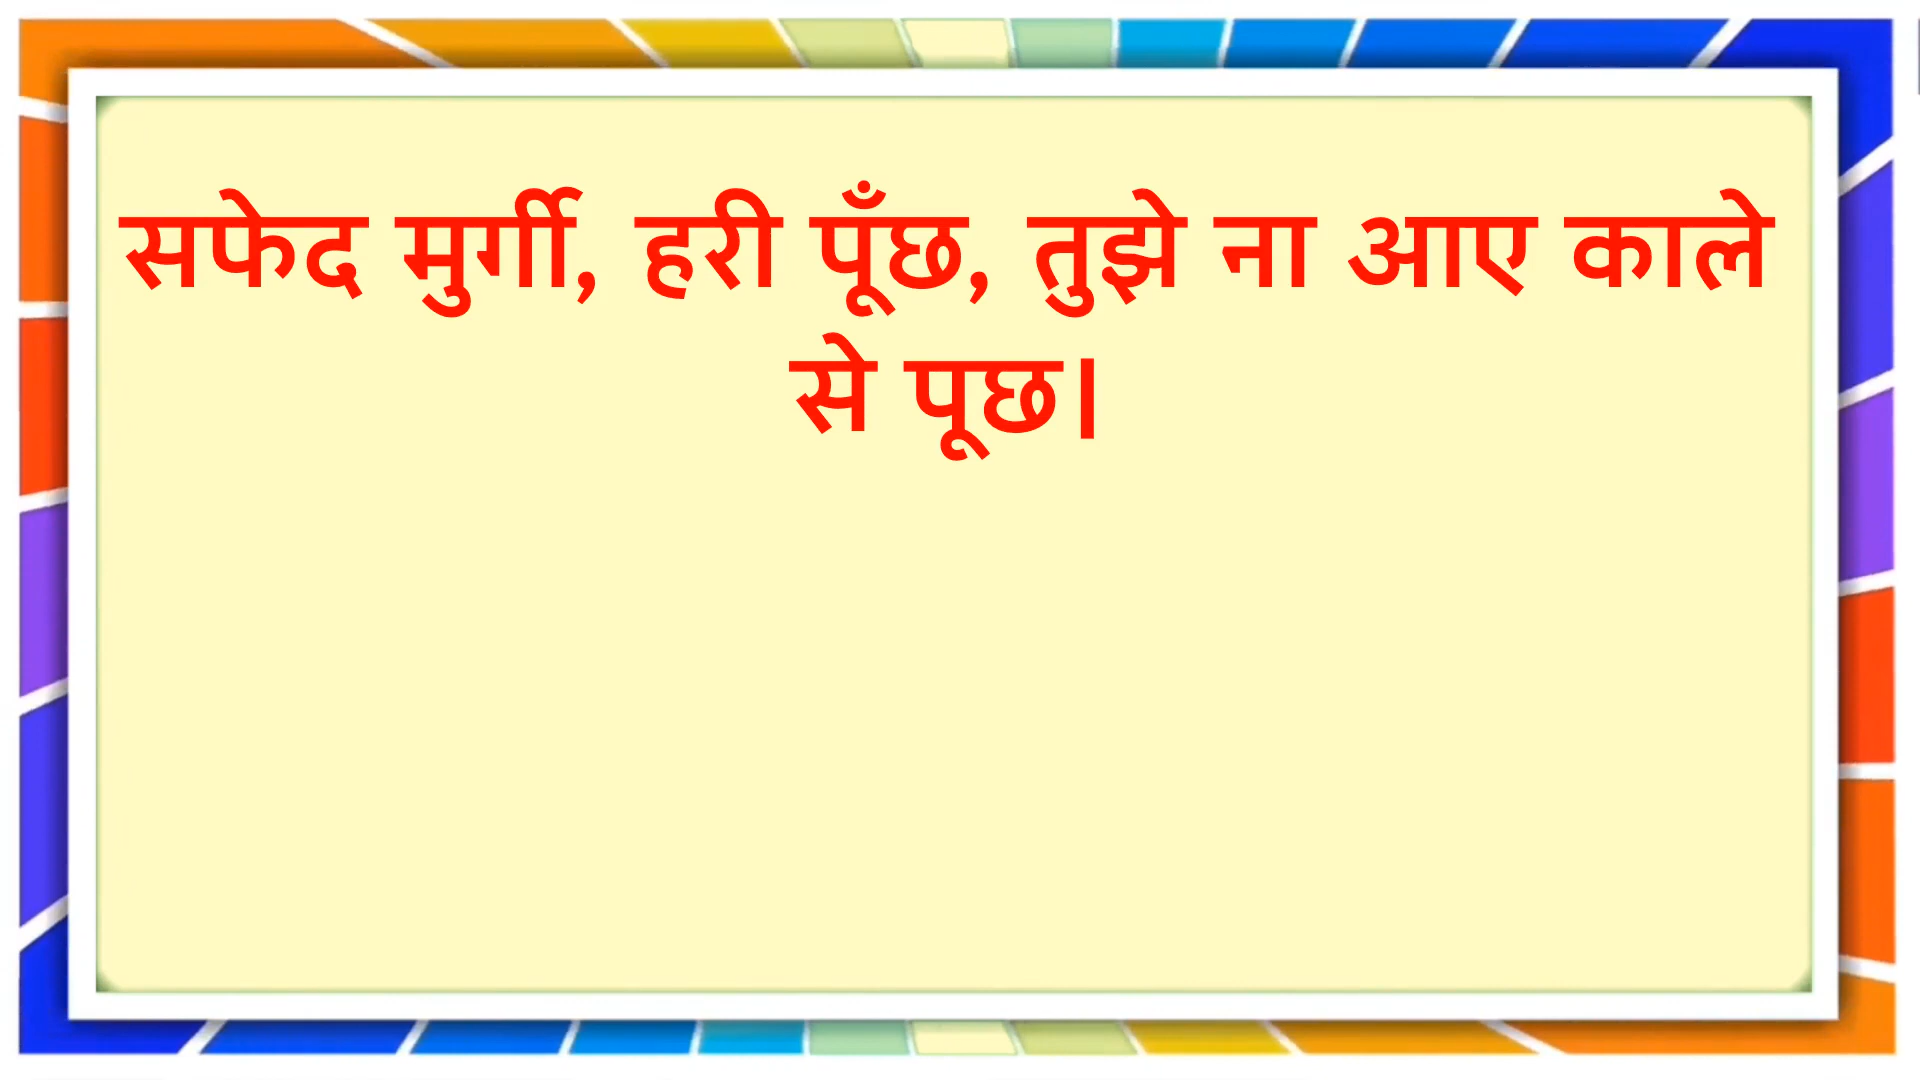 सफेद मुर्गी, हरी पूँछ, तुझे ना आए काले
से पूछ।